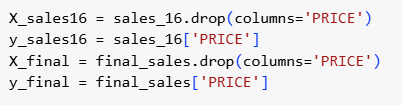 X_sales16 = sales_16.drop(columns='PRICE')
y_sales16 = sales_16['PRICE']
X_final = final_sales.drop(columns='PRICE')
y_final = final_sales['PRICE']